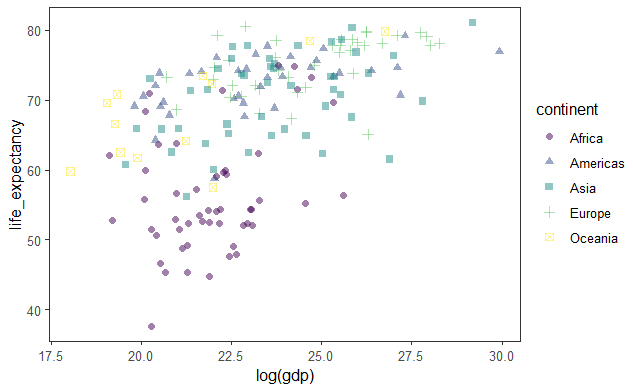 80
70
60
50
40
life_expectancy
17.5 20.0 22.5 25.0 27.5 30.0
log(gdp)
continent
Africa
Americas
Asia
Europe
Oceania